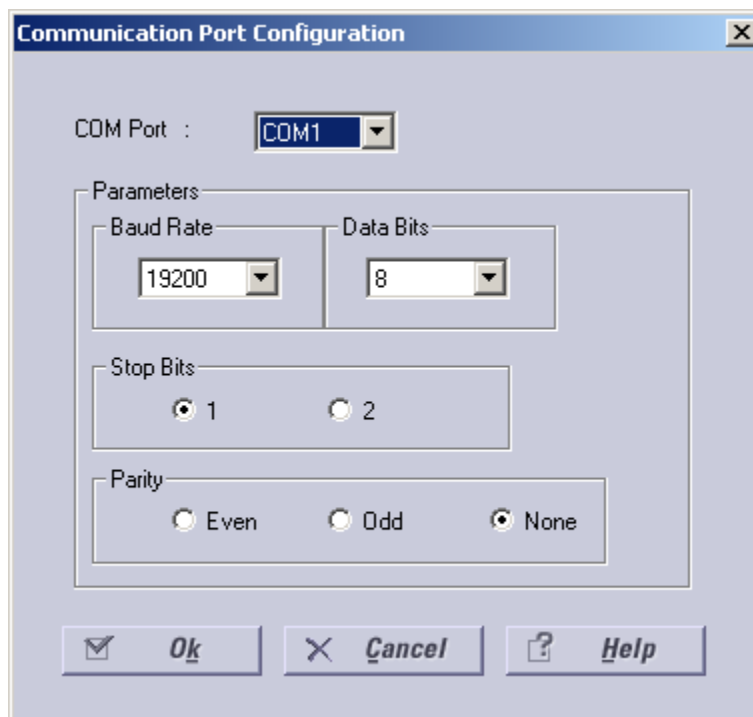 Communication Port Configuration
COM Port :
COM1
Parameters
Baud Rate
Data Bits
19200
8
Stop Bits
1
2
Parity
Even
Odd
None
Ok
Cancel
Help